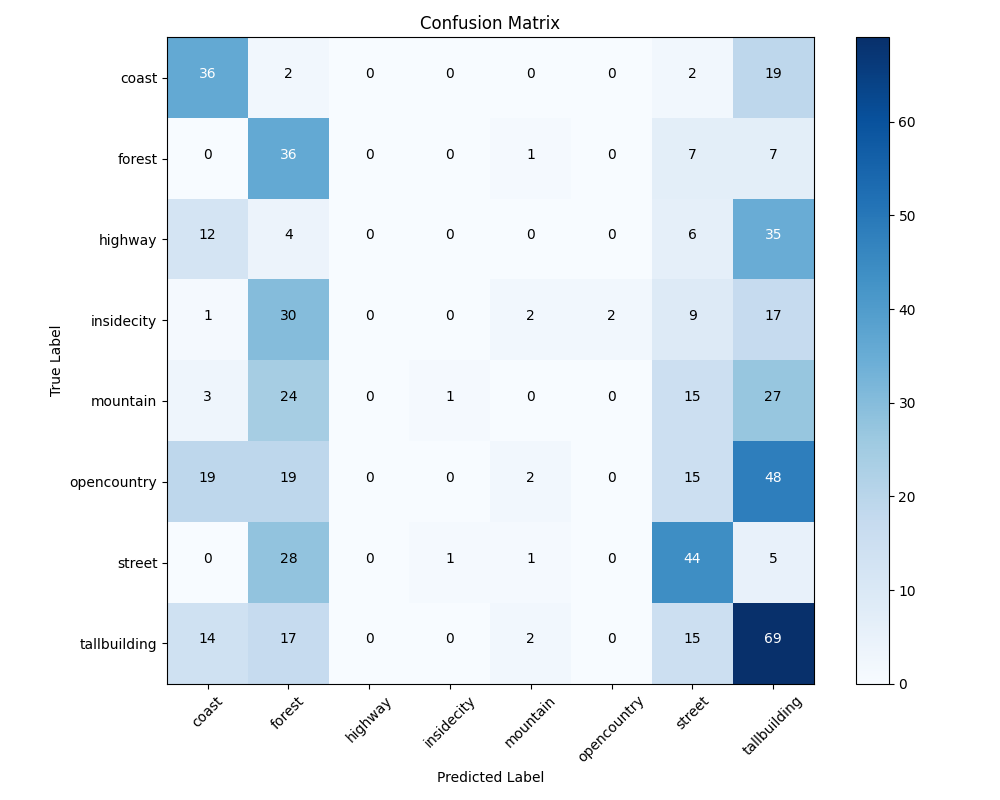 Confusion Matrix
coast 36 2 0 0 0 0 2 19
forest 0 36 0 0 1 0 7 7
highway 12 4 0 0 0 0 6 35
insidecity 1 30 0 0 2 2 9 17
mountain 3 24 0 1 0 0 15 27
opencountry 19 19 0 0 2 0 15 48
street 0 28 0 1 1 0 44 5
tallbuilding 14 17 0 0 2 0 15 69
coast forest highway insidecity mountain opencountry street tallbuilding
Predicted Label
True Label
60
50
40
30
20
10
0